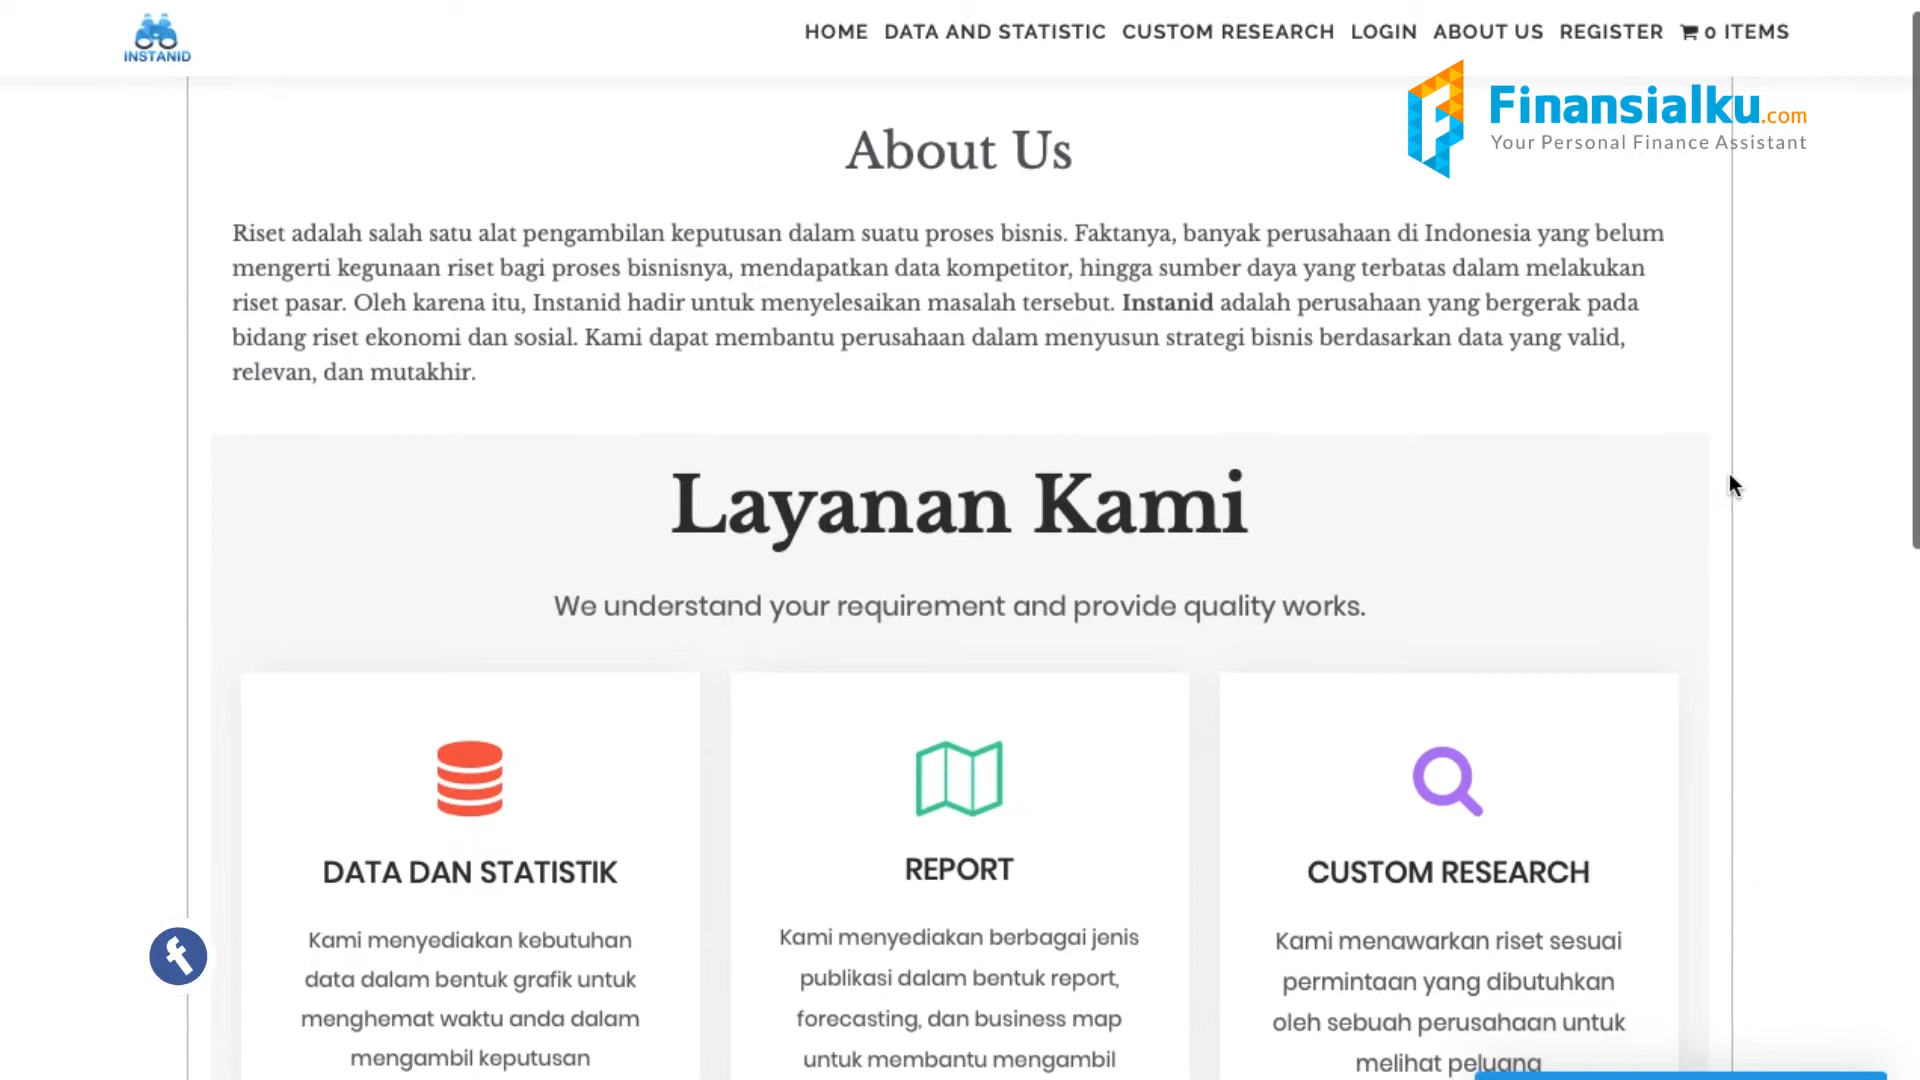 INSTANID
HOME DATA AND STATISTIC CUSTOM RESEARCH LOGIN ABOUT US REGISTER 0 ITEMS
Finansialku.com
Your Personal Finance Assistant
About Us
Riset adalah salah satu alat pengambilan keputusan dalam suatu proses bisnis. Faktanya, banyak perusahaan di Indonesia yang belum
mengerti kegunaan riset bagi proses bisnisnya, mendapatkan data kompetitor, hingga sumber daya yang terbatas dalam melakukan
riset pasar. Oleh karena itu, Instanid hadir untuk menyelesaikan masalah tersebut. Instanid adalah perusahaan yang bergerak pada
bidang riset ekonomi dan sosial. Kami dapat membantu perusahaan dalam menyusun strategi bisnis berdasarkan data yang valid,
relevan, dan mutakhir.
Layanan Kami
We understand your requirement and provide quality works.
DATA DAN STATISTIK
Kami menyediakan kebutuhan
data dalam bentuk grafik untuk
menghemat waktu anda dalam
mengambil keputusan
REPORT
Kami menyediakan berbagai jenis
publikasi dalam bentuk report,
forecasting, dan business map
untuk membantu mengambil
CUSTOM RESEARCH
Kami menawarkan riset sesuai
permintaan yang dibutuhkan
oleh sebuah perusahaan untuk
melihat peluang